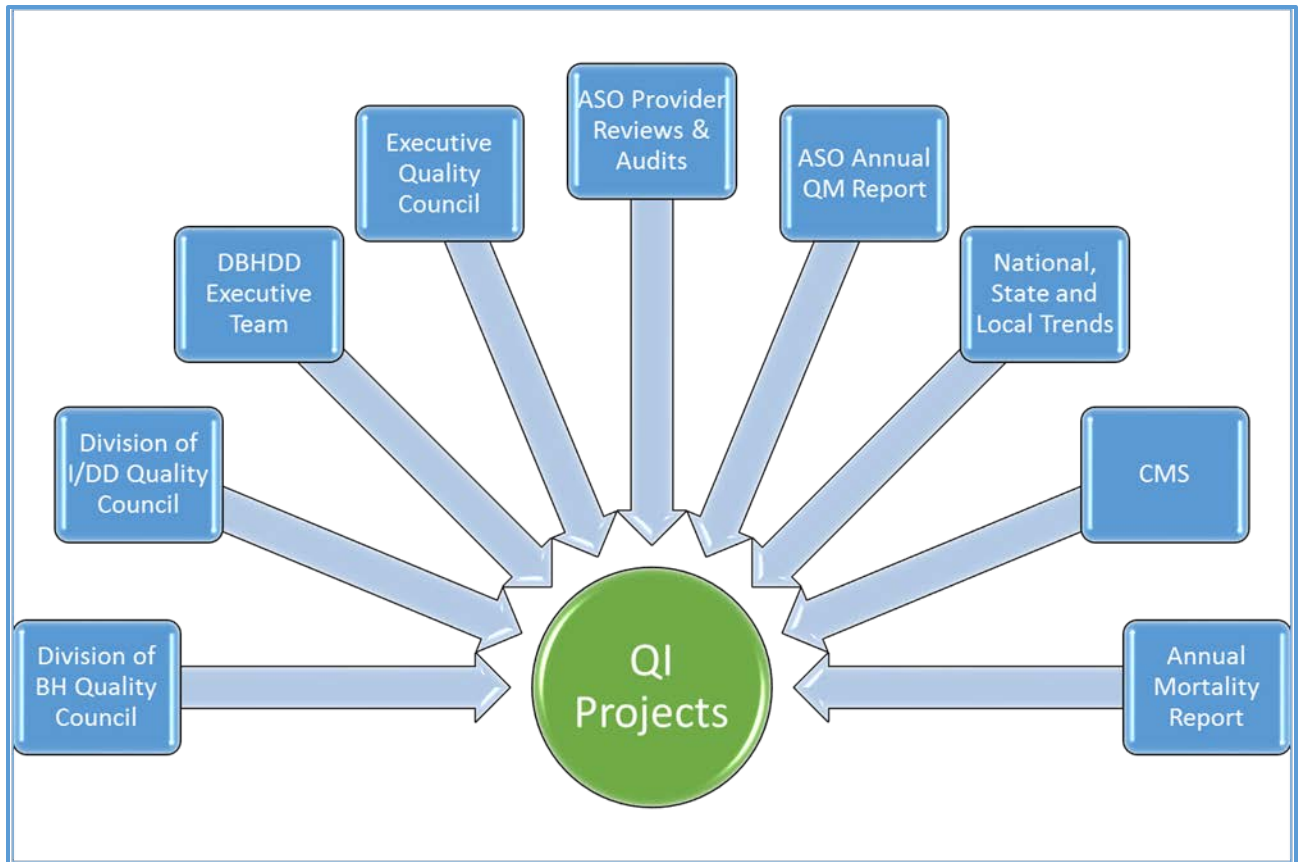 Division of
BH Quality
Council
Division of
I/DD Quality
Council
DBHDD
Executive
Team
Executive
Quality
Council
ASO Provider
Reviews &
Audits
ASO Annual
QM Report
National,
State and
Local Trends
CMS
Annual
Mortality
Report
QI
Projects